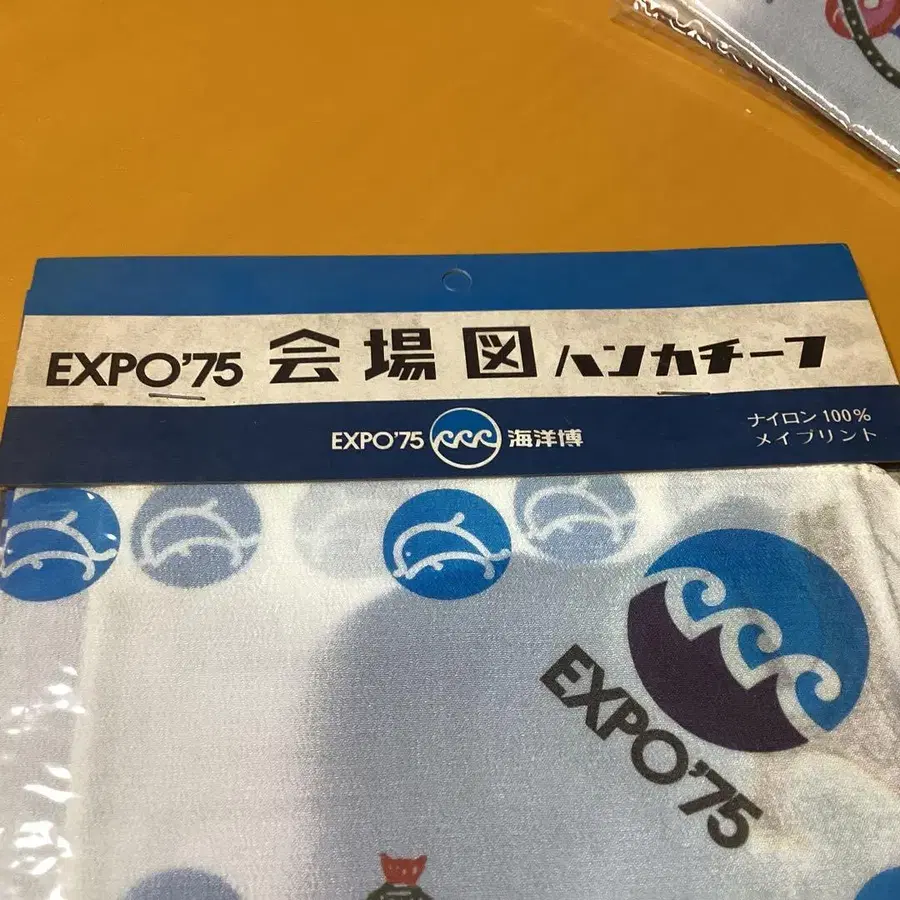 EXPO'75 会場図 ハンカチーフ
EXPO'75 海洋博
ナイロン 100%
メイプリント
EXPO'75